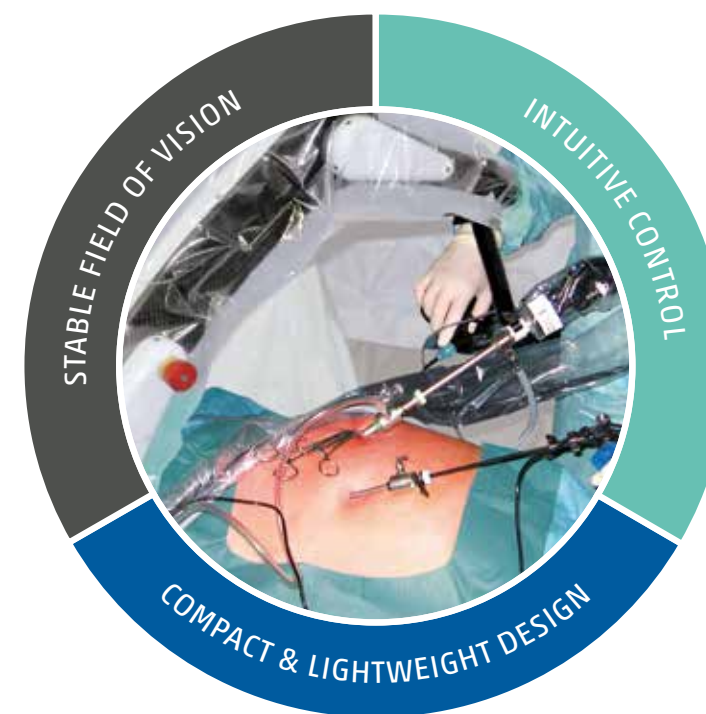 STABLE FIELD OF VISION
INTUITIVE CONTROL
COMPACT & LIGHTWEIGHT DESIGN